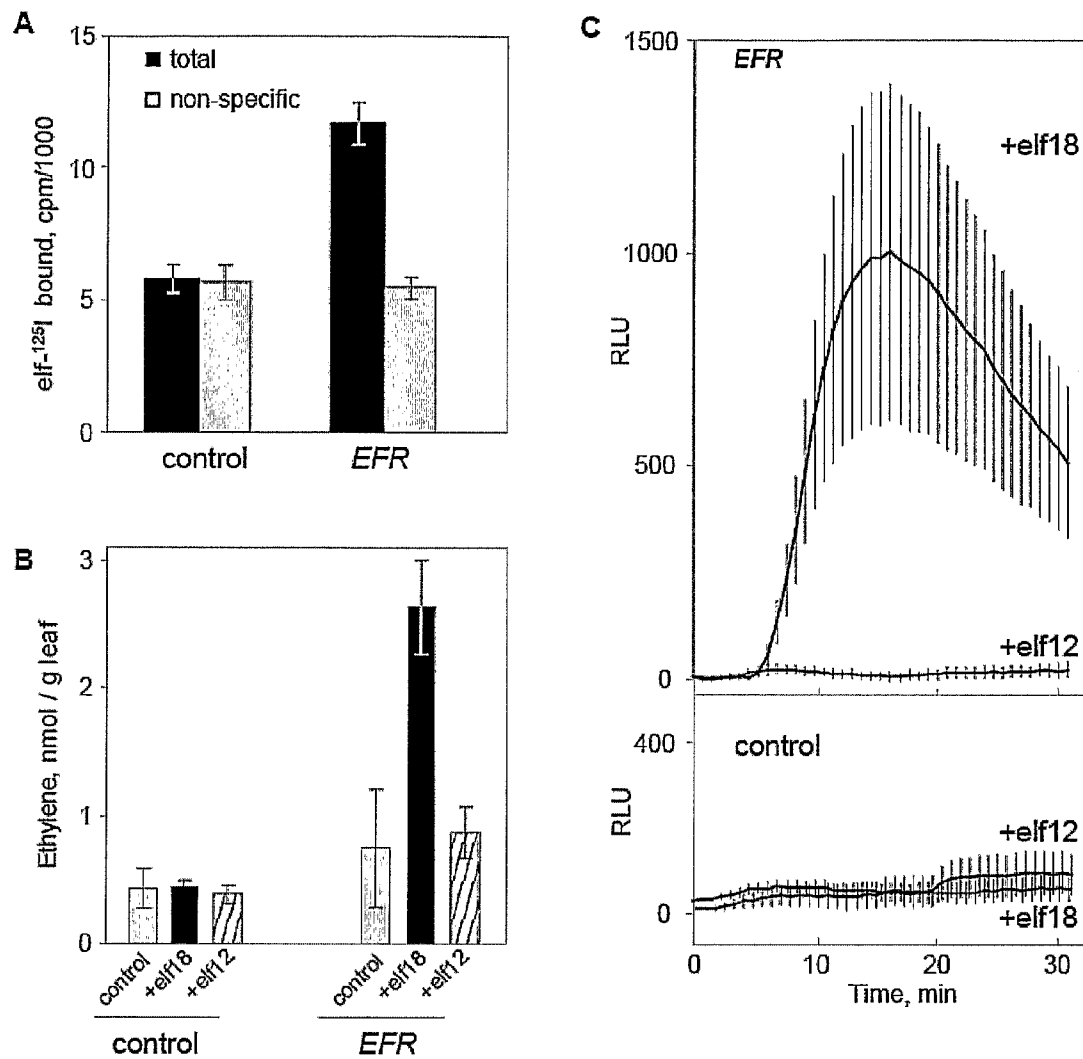 A
15
10
5
0
elf-¹²⁵I bound, cpm/1000
total
non-specific
control
EFR
B
3
2
1
0
Ethylene, nmol / g leaf
control
+elf18
+elf12
control
+elf18
+elf12
control
EFR
C
1500
1000
500
0
RLU
EFR
+elf18
+elf12
400
0
RLU
control
+elf12
+elf18
0
10
20
30
Time, min